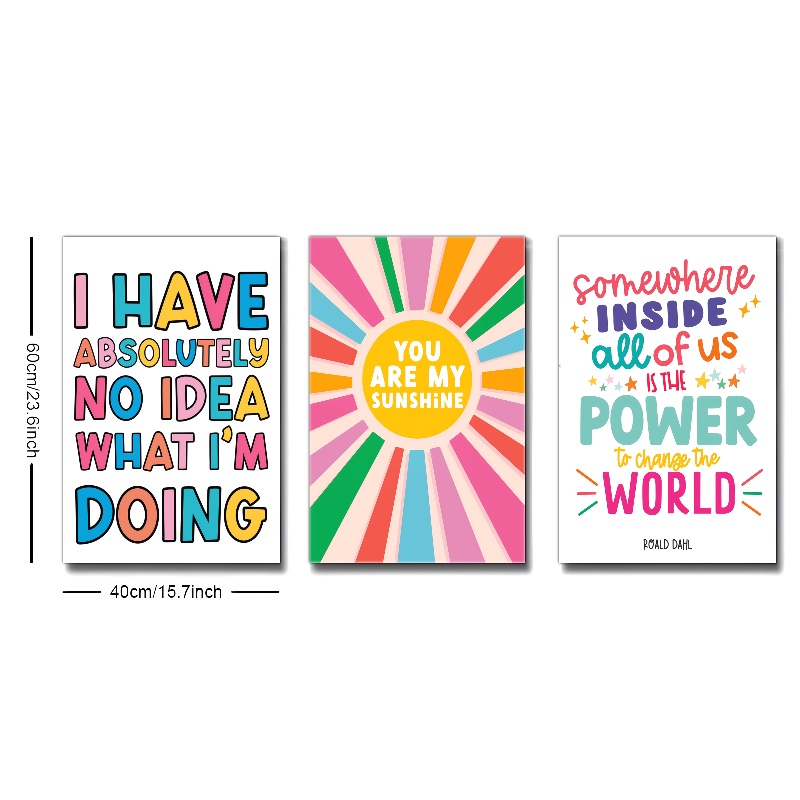 60cm/23.6inch
I HAVE
ABSOLUTELY
NO IDEA
WHAT I'M
DOING
40cm/15.7inch
YOU
ARE MY
SUNSHiNE
somewhere
INSIDE
all of us
IS THE
POWER
to change the
WORLD
ROALD DAHL